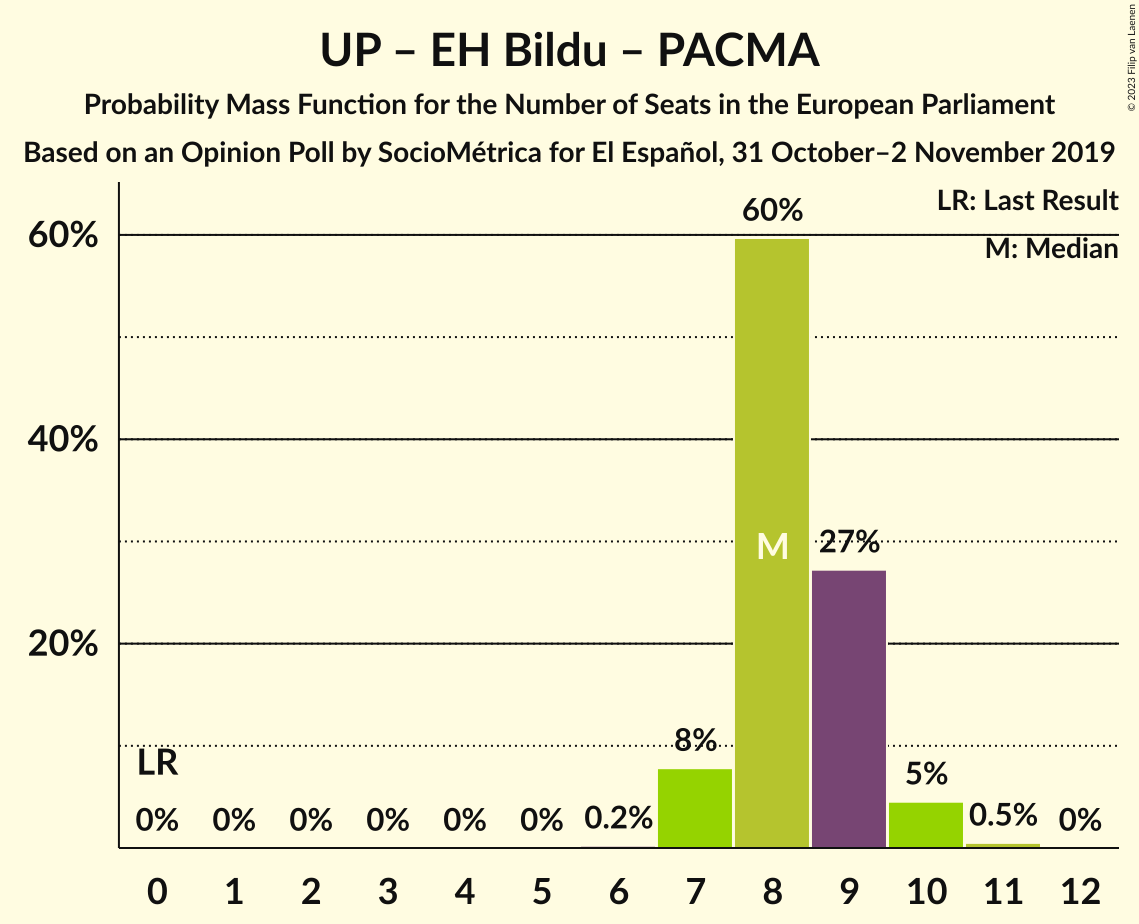 UP – EH Bildu – PACMA
Probability Mass Function for the Number of Seats in the European Parliament
Based on an Opinion Poll by SocioMétrica for El Español, 31 October–2 November 2019
© 2023 Filip van Laenen
LR: Last Result
M: Median
60%
40%
20%
LR
M
0% 0% 0% 0% 0% 0% 0.2% 8% 60% 27% 5% 0.5% 0%
0 1 2 3 4 5 6 7 8 9 10 11 12